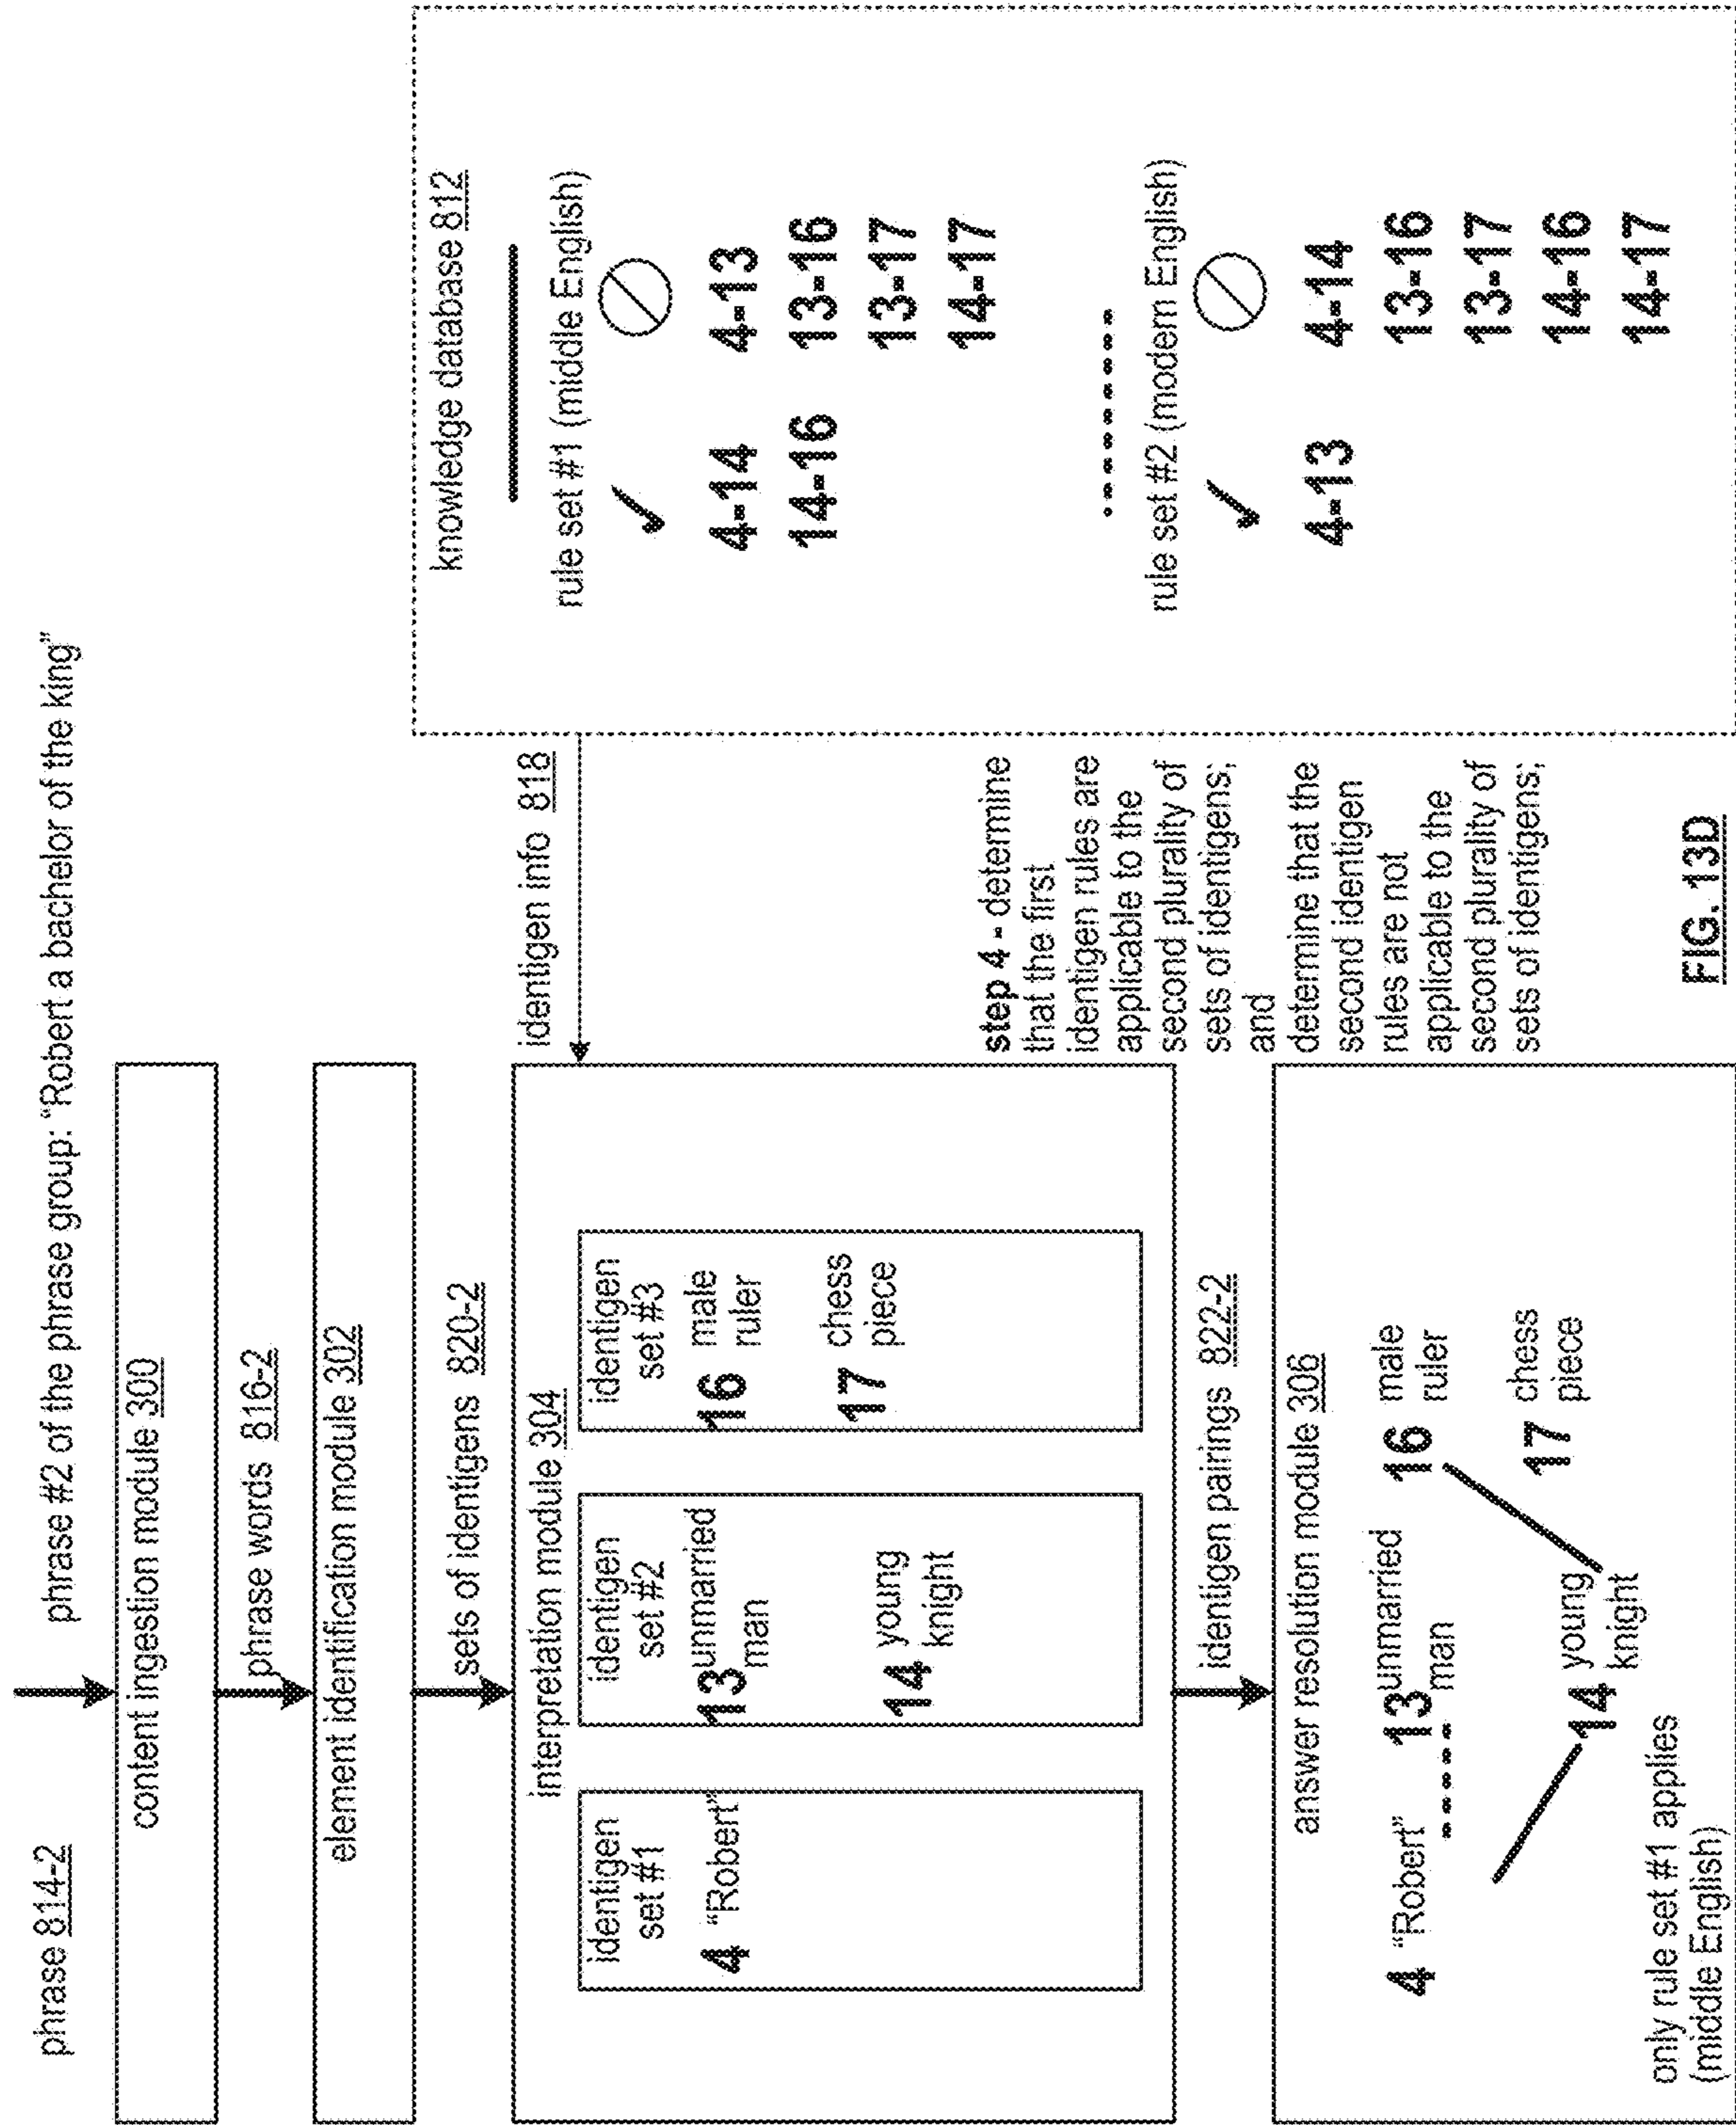 phrase 814-2
phrase #2 of the phrase group: "Robert a bachelor of the king"
content ingestion module 300
phrase words 816-2
element identification module 302
sets of identigens 820-2
interpretation module 304
identigen
set #1
4 "Robert"
identigen
set #2
13 unmarried
man
14 young
knight
identigen
set #3
16 male
ruler
17 chess
piece
identigen info 818
knowledge database 812
rule set #1 (middle English)
4-14 4-13
14-16 13-16
13-17
14-17
rule set #2 (modern English)
4-13 4-14
13-16
13-17
14-16
14-17
step 4 - determine
that the first
identigen rules are
applicable to the
second plurality of
sets of identigens;
and
determine that the
second identigen
rules are not
applicable to the
second plurality of
sets of identigens;
identigen pairings 822-2
answer resolution module 306
4 "Robert"
13 unmarried
man
16 male
ruler
14 young
knight
17 chess
piece
only rule set #1 applies
(middle English)
FIG. 13D